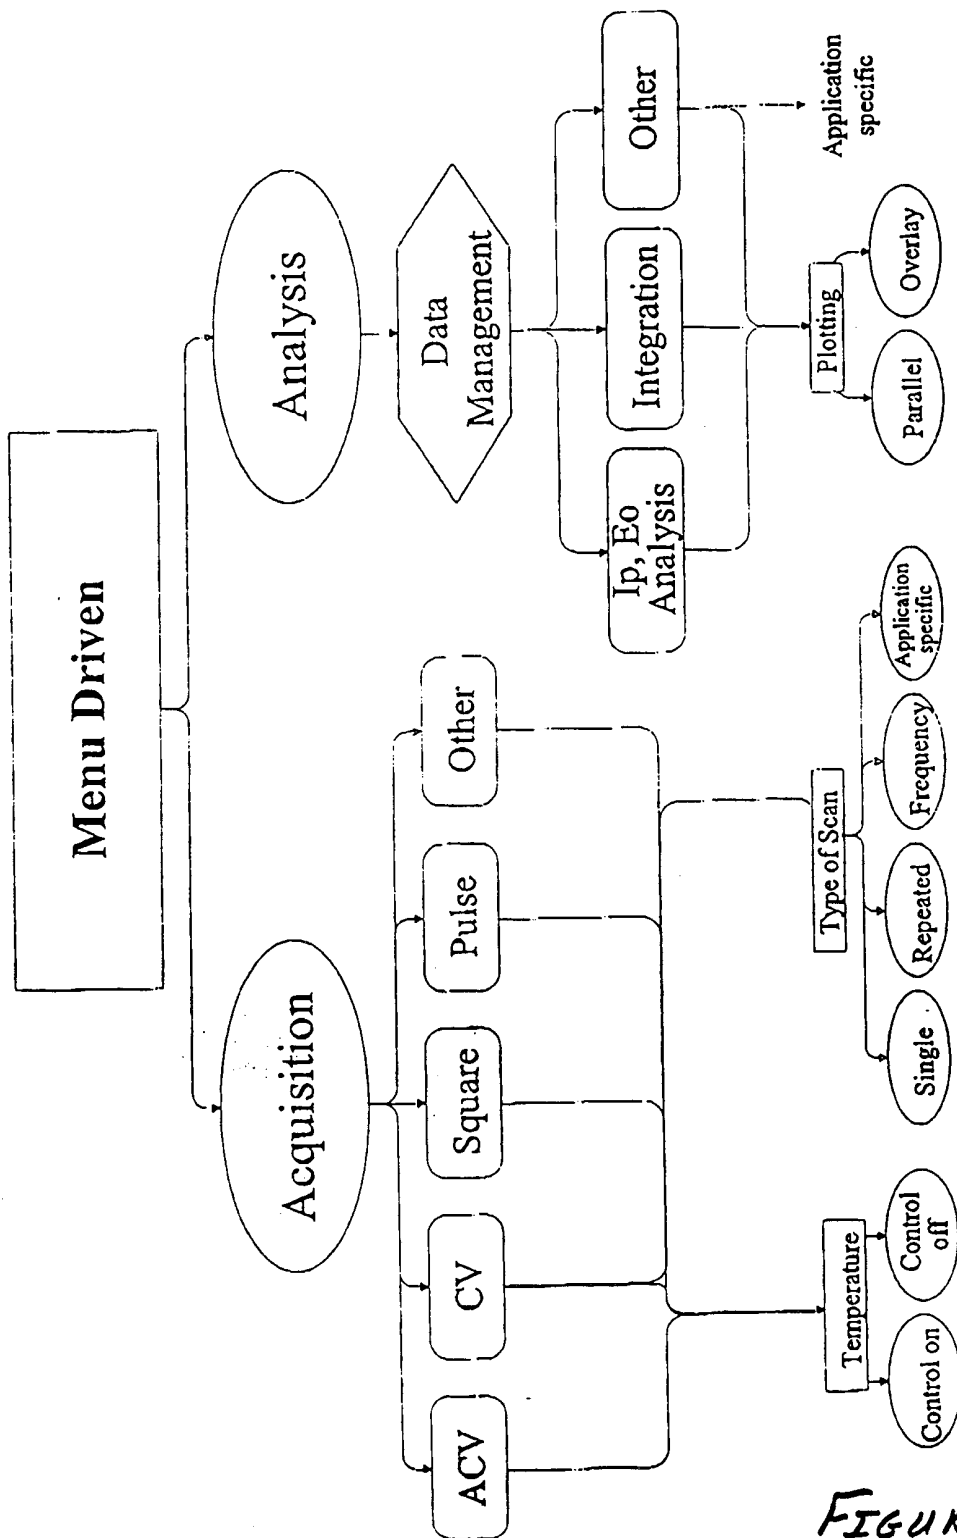 Menu Driven
Acquisition
Analysis
ACV
CV
Square
Pulse
Other
Data
Management
Ip, Eo
Analysis
Integration
Other
Temperature
Control on
Control
off
Type of Scan
Single
Repeated
Frequency
Application
specific
Plotting
Parallel
Overlay
Application
specific